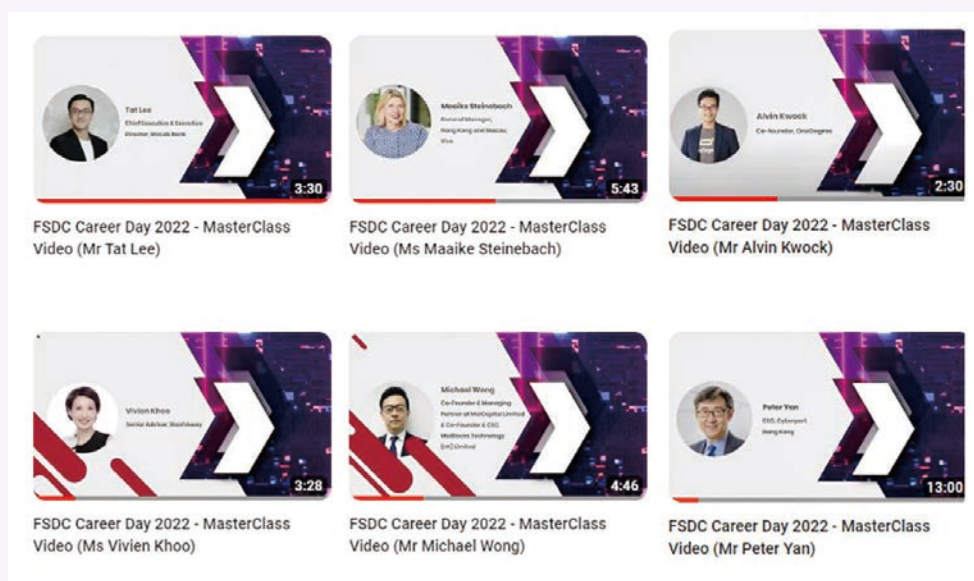 Tat Lee
Chief Executive & Executive
Director, WeLab Bank
3:30
Maaike Steinebach
General Manager,
Hong Kong and Macau,
Visa
5:43
Alvin Kwock
Co-founder, OneDegree
2:30
FSDC Career Day 2022 - MasterClass
Video (Mr Tat Lee)
FSDC Career Day 2022 - MasterClass
Video (Ms Maaike Steinebach)
FSDC Career Day 2022 - MasterClass
Video (Mr Alvin Kwock)
Vivien Khoo
Senior Advisor,
3:28
Michael Wong
Co-Founder & Managing
Partner at MaiCapital Limited
& Co-Founder & CEO,
Technology
Limited
4:46
Peter Yan
CEO, Cyberport
Hong Kong
13:00
FSDC Career Day 2022 - MasterClass
Video (Ms Vivien Khoo)
FSDC Career Day 2022 - MasterClass
Video (Mr Michael Wong)
FSDC Career Day 2022 - MasterClass
Video (Mr Peter Yan)